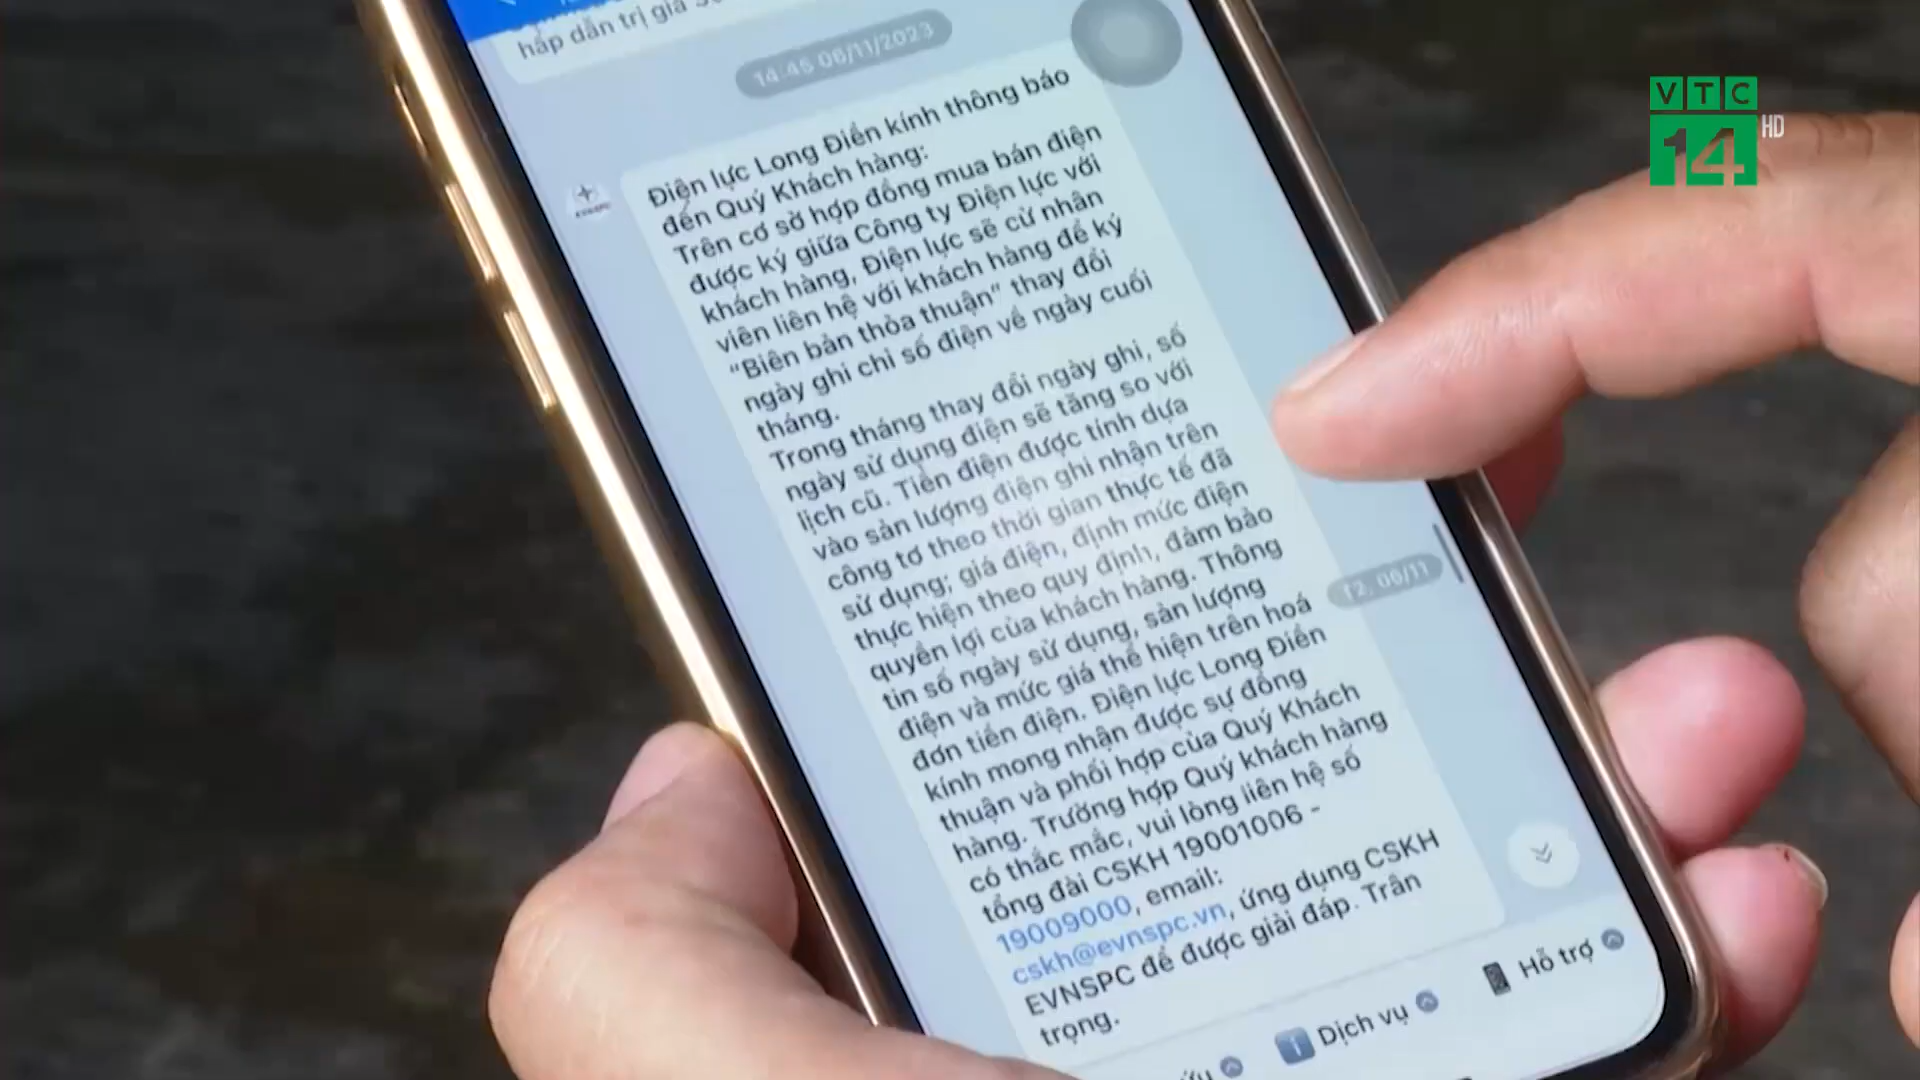 hấp dẫn trị giá
14:45 06/11/2023
VTC
14
HD
Điện lực Long Điền kính thông báo
đến Quý Khách hàng:
Trên cơ sở hợp đồng mua bán điện
được ký giữa Công ty Điện lực với
khách hàng, Điện lực sẽ cử nhân
viên liên hệ với khách hàng để ký
“Biên bản thỏa thuận” thay đổi
ngày ghi chỉ số điện về ngày cuối
tháng.
Trong tháng thay đổi ngày ghi, số
ngày sử dụng điện sẽ tăng so với
lịch cũ. Tiền điện được tính dựa
vào sản lượng điện ghi nhận trên
công tơ theo thời gian thực tế đã
sử dụng; giá điện, định mức điện
thực hiện theo quy định, đảm bảo
quyền lợi của khách hàng. Thông
tin số ngày sử dụng, sản lượng
điện và mức giá thể hiện trên hoá
đơn tiền điện. Điện lực Long Điền
kính mong nhận được sự đồng
thuận và phối hợp của Quý Khách
hàng. Trường hợp Quý khách hàng
có thắc mắc, vui lòng liên hệ số
tổng đài CSKH 19001006 -
19009000, email:
cskh@evnspc.vn, ứng dụng CSKH
EVNSPC để được giải đáp. Trân
trọng.
T2, 06/11
Dịch vụ
Hỗ trợ